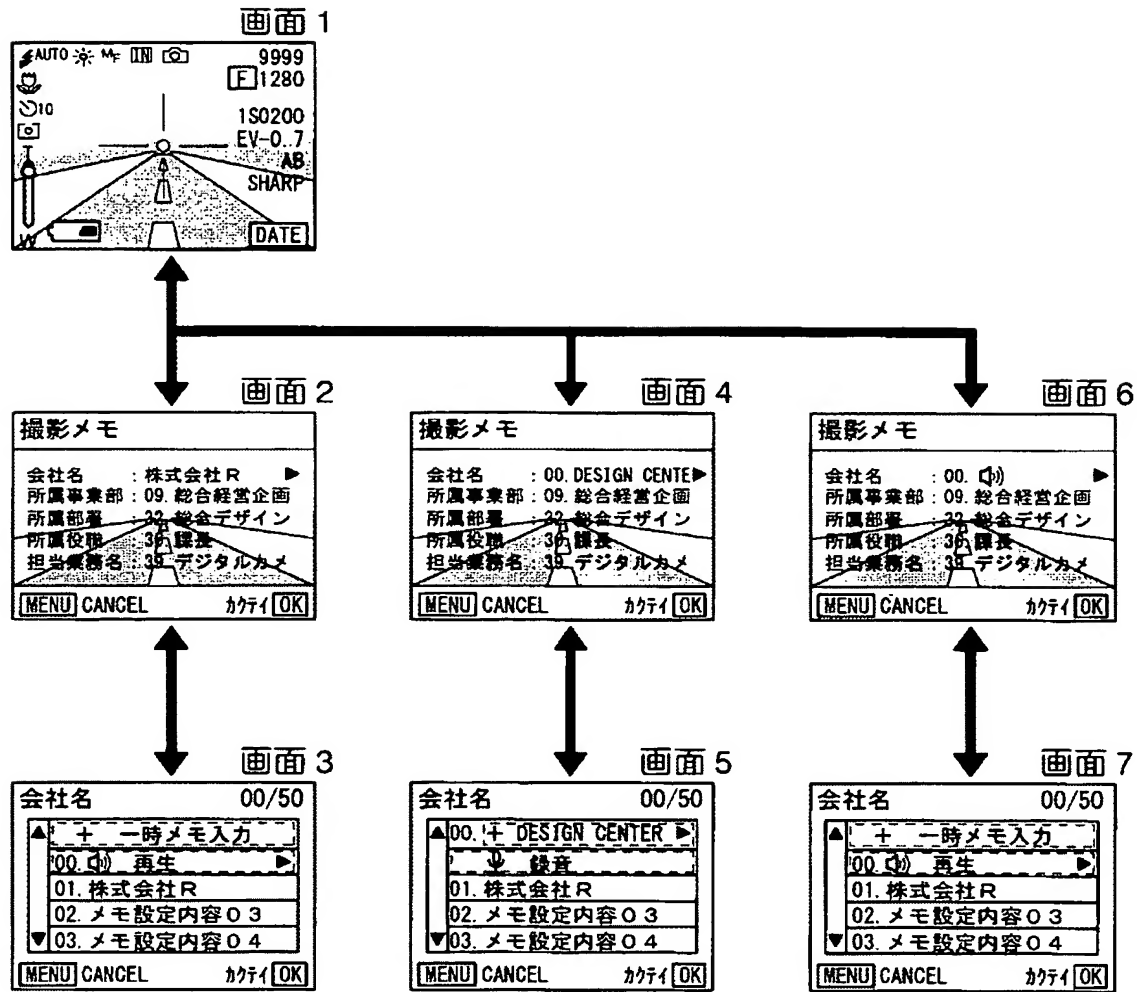 画面 1
AUTO MF IN 9999
F 1280
10
1S0200
EV-0..7
AB
T
SHARP
W DATE
画面 2
撮影メモ
会社名 : 株式会社R ▶
所属事業部 : 09. 総合経営企画
所属部署 : 32. 総合デザイン
所属役職 : 36. 課長
担当業務名 : 39. デジタルカメ
MENU CANCEL カクテイ OK
画面 4
撮影メモ
会社名 : 00. DESIGN CENTE▶
所属事業部 : 09. 総合経営企画
所属部署 : 32. 総合デザイン
所属役職 : 36. 課長
担当業務名 : 39. デジタルカメ
MENU CANCEL カクテイ OK
画面 6
撮影メモ
会社名 : 00. ▶
所属事業部 : 09. 総合経営企画
所属部署 : 32. 総合デザイン
所属役職 : 36. 課長
担当業務名 : 39. デジタルカメ
MENU CANCEL カクテイ OK
画面 3
会社名 00/50
▲ + 一時メモ入力
00. 再生 ▶
01. 株式会社R
02. メモ設定内容03
▼ 03. メモ設定内容04
MENU CANCEL カクテイ OK
画面 5
会社名 00/50
▲ 00. + DESIGN CENTER ▶
録音
01. 株式会社R
02. メモ設定内容03
▼ 03. メモ設定内容04
MENU CANCEL カクテイ OK
画面 7
会社名 00/50
▲ + 一時メモ入力
00. 再生 ▶
01. 株式会社R
02. メモ設定内容03
▼ 03. メモ設定内容04
MENU CANCEL カクテイ OK